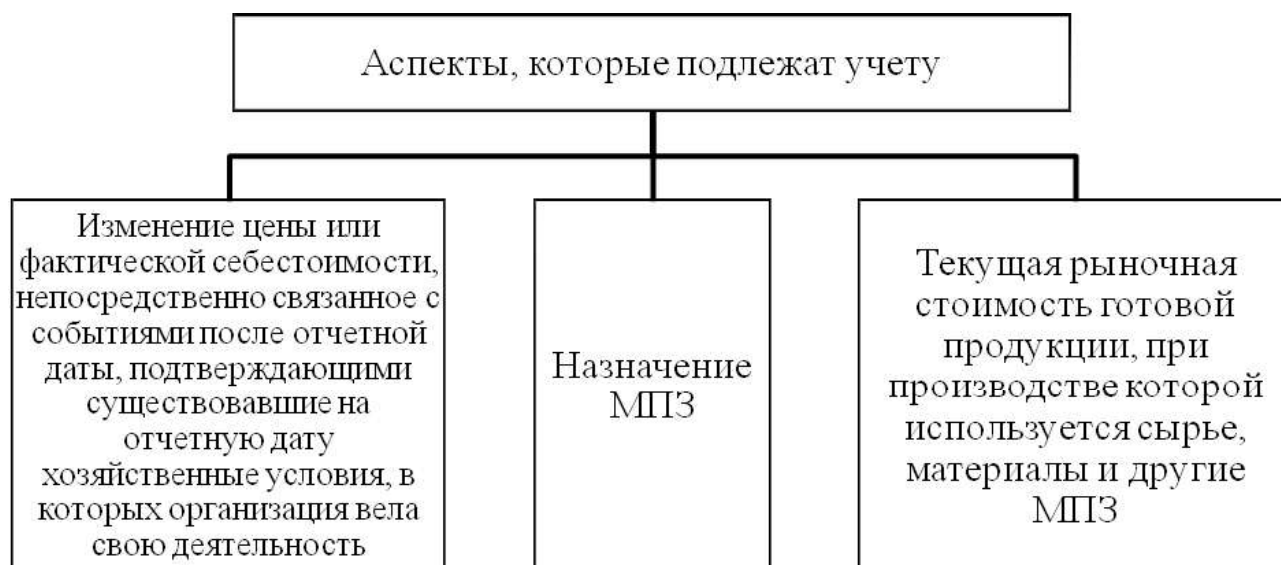 Аспекты, которые подлежат учету
Изменение цены или
фактической себестоимости,
непосредственно связанное с
событиями после отчетной
даты, подтверждающими
существовавшие на
отчетную дату
хозяйственные условия, в
которых организация вела
свою деятельность
Назначение
МПЗ
Текущая рыночная
стоимость готовой
продукции, при
производстве которой
используется сырье,
материалы и другие
МПЗ